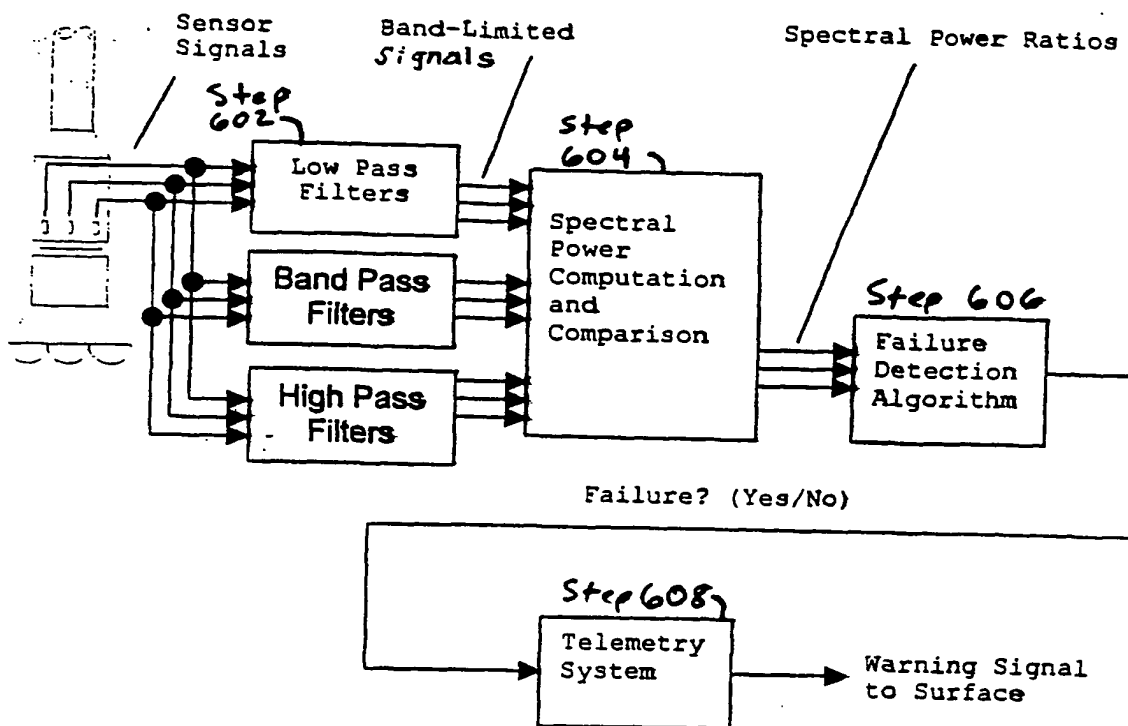 Sensor
Signals
Band-Limited
Signals
Spectral Power Ratios
Step
602
Step
604
Low Pass
Filters
Band Pass
Filters
High Pass
Filters
Spectral
Power
Computation
and
Comparison
Step 606
Failure
Detection
Algorithm
Failure? (Yes/No)
Step 608
Telemetry
System
Warning Signal
to Surface